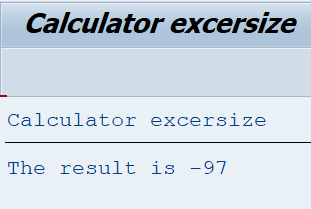 Calculator excersize
Calculator excersize
The result is -97